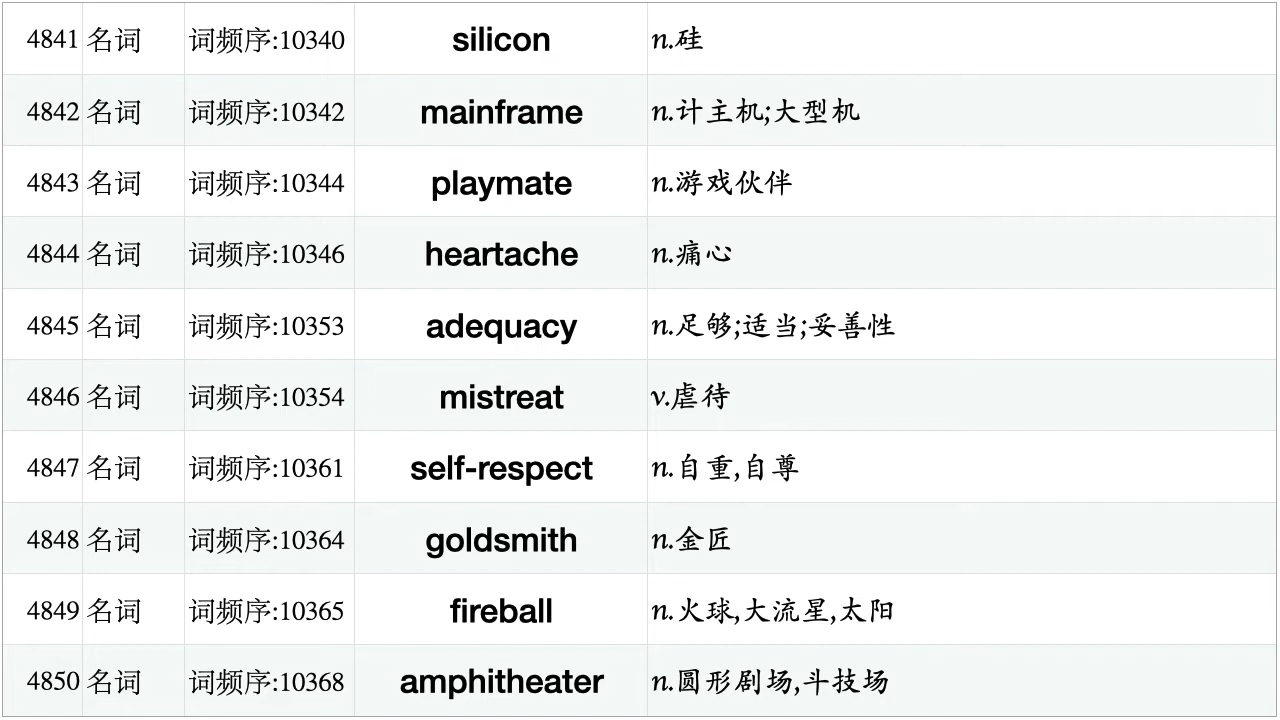 4841 名词 词频序:10340 silicon n.硅
4842 名词 词频序:10342 mainframe n.计主机;大型机
4843 名词 词频序:10344 playmate n.游戏伙伴
4844 名词 词频序:10346 heartache n.痛心
4845 名词 词频序:10353 adequacy n.足够;适当;妥善性
4846 名词 词频序:10354 mistreat v.虐待
4847 名词 词频序:10361 self-respect n.自重,自尊
4848 名词 词频序:10364 goldsmith n.金匠
4849 名词 词频序:10365 fireball n.火球,大流星,太阳
4850 名词 词频序:10368 amphitheater n.圆形剧场,斗技场